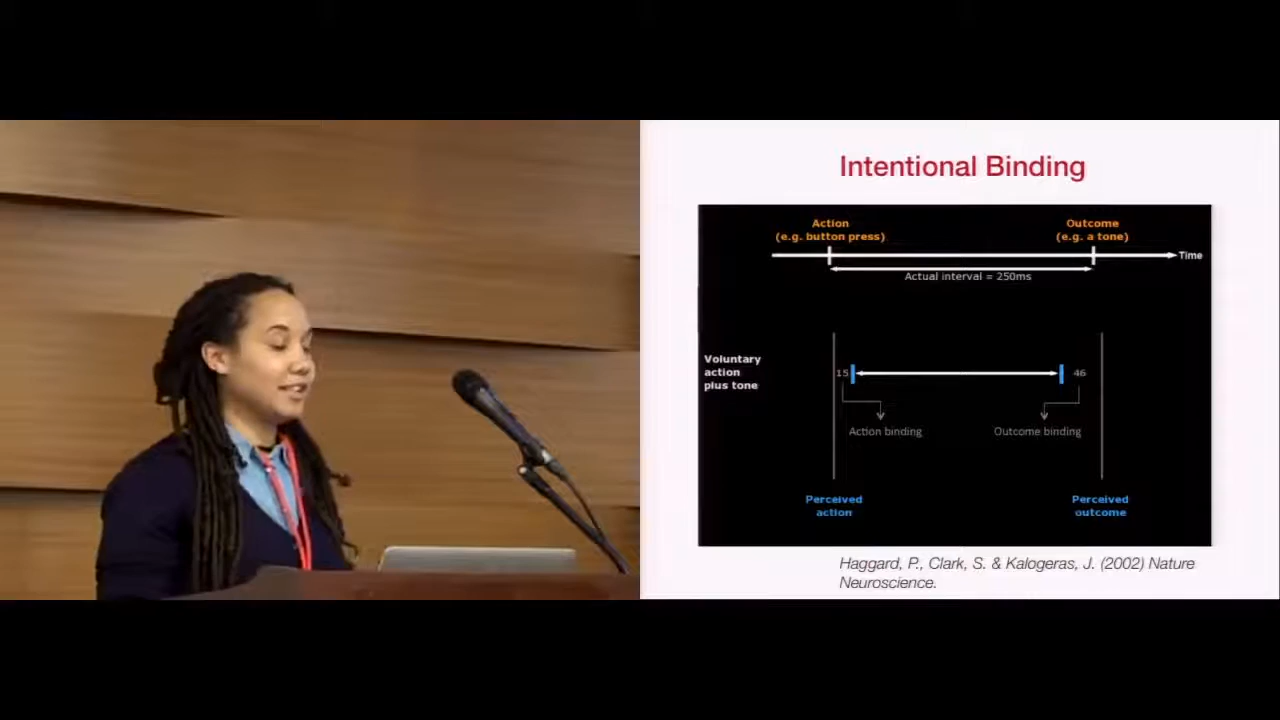 Intentional Binding
Action
(e.g. button press)
Outcome
(e.g. a tone)
Time
Actual interval = 250ms
Voluntary
action
plus tone
15
46
Action binding
Outcome binding
Perceived
action
Perceived
outcome
Haggard, P., Clark, S. & Kalogeras, J. (2002) Nature
Neuroscience.